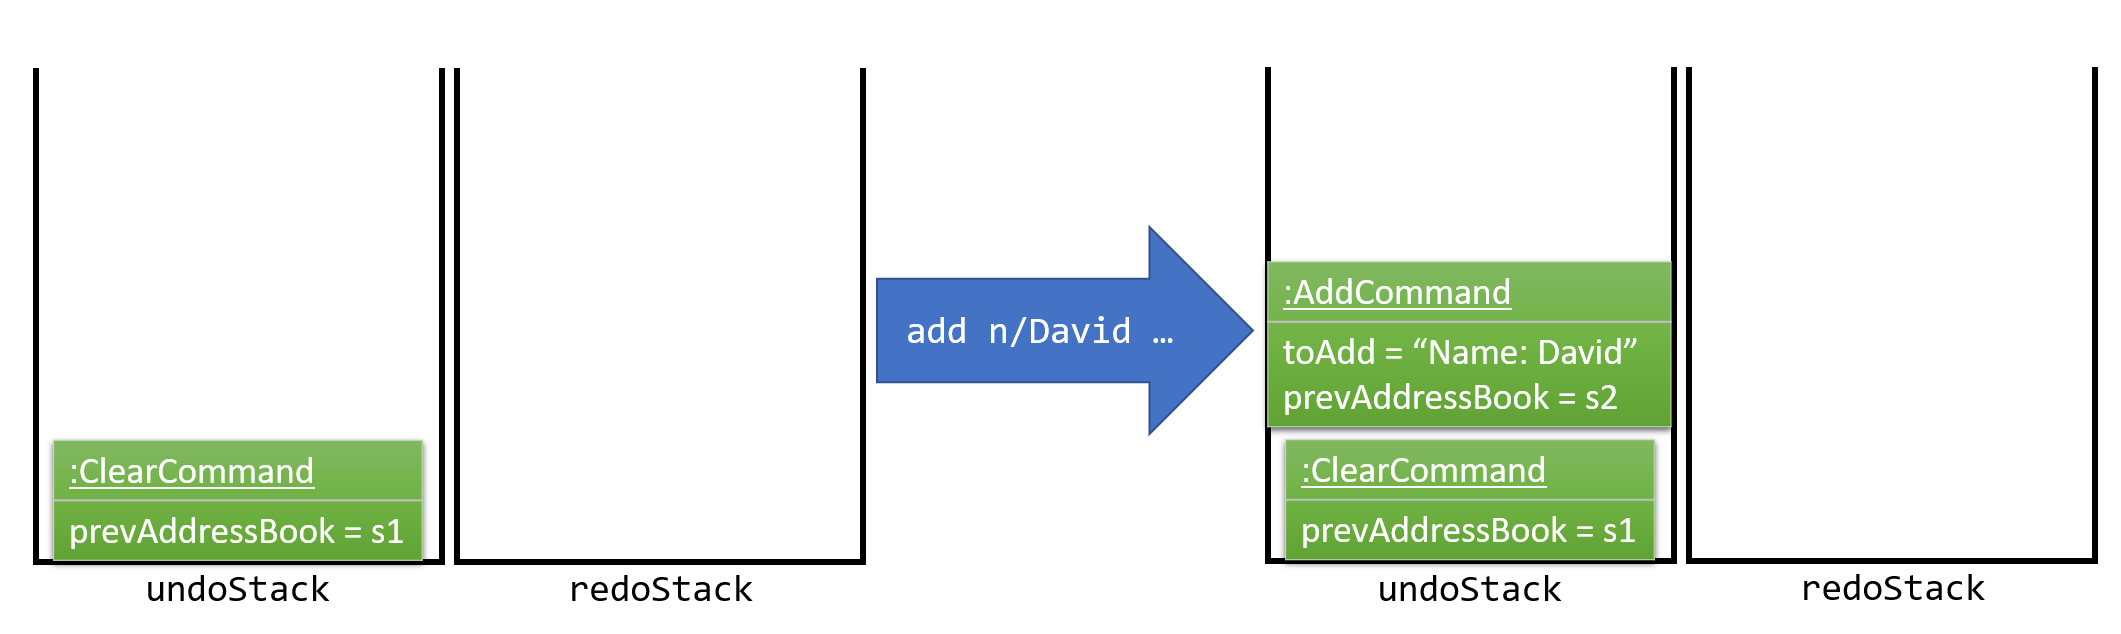 :ClearCommand
prevAddressBook = s1
undoStack
redoStack
add n/David …
:AddCommand
toAdd = “Name: David”
prevAddressBook = s2
:ClearCommand
prevAddressBook = s1
undoStack
redoStack